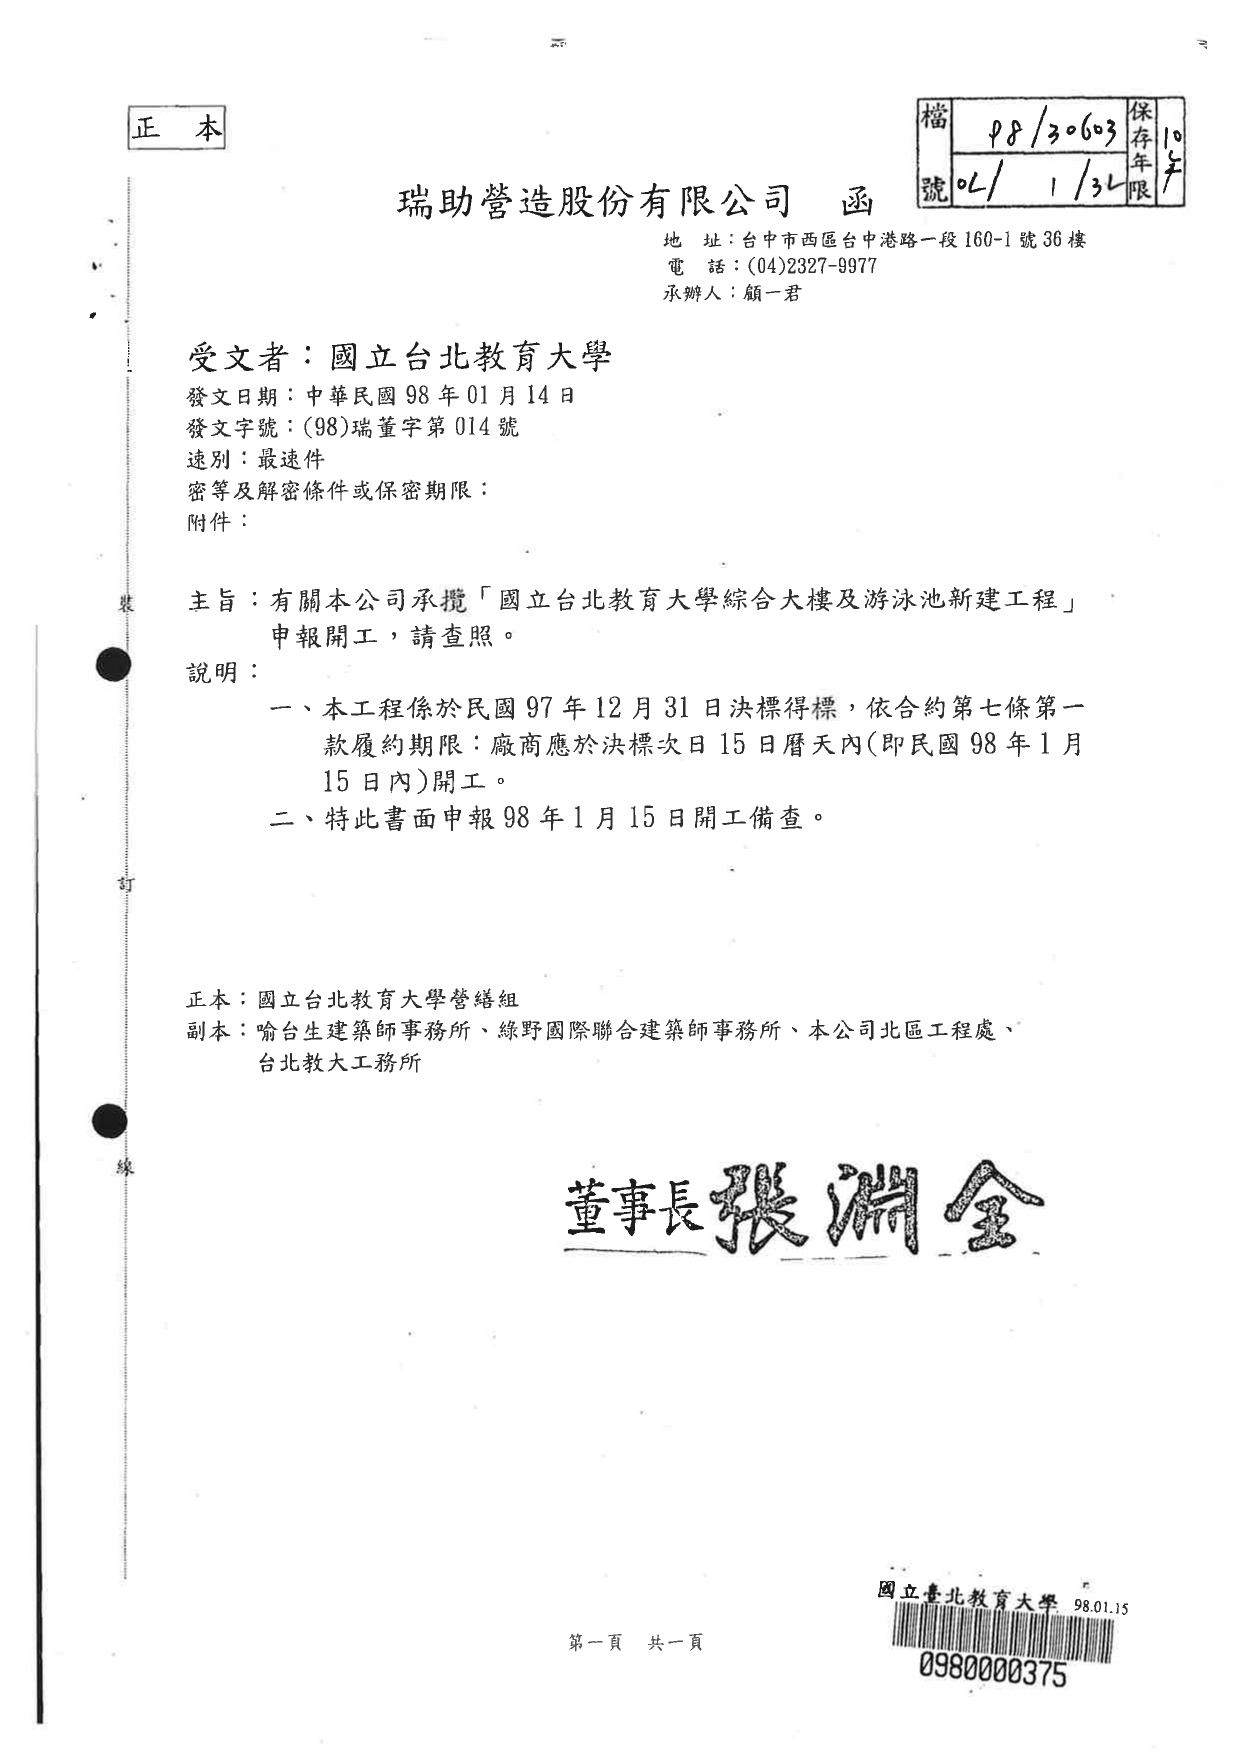 正 本
檔號
98/30603
02/ 1/32
保存年限
10年
瑞助營造股份有限公司 函
地 址：台中市西區台中港路一段160-1號36樓
電 話：(04)2327-9977
承辦人：顧一君
受文者：國立台北教育大學
發文日期：中華民國98年01月14日
發文字號：(98)瑞董字第014號
速別：最速件
密等及解密條件或保密期限：
附件：
主旨：有關本公司承攬「國立台北教育大學綜合大樓及游泳池新建工程」
申報開工，請查照。
說明：
一、本工程係於民國97年12月31日決標得標，依合約第七條第一
款履約期限：廠商應於決標次日15日曆天內(即民國98年1月
15日內)開工。
二、特此書面申報98年1月15日開工備查。
裝
訂
線
正本：國立台北教育大學營繕組
副本：喻台生建築師事務所、綠野國際聯合建築師事務所、本公司北區工程處、
台北教大工務所
董事長 張淵全
國立臺北教育大學 98.01.15
0980000375
第一頁 共一頁